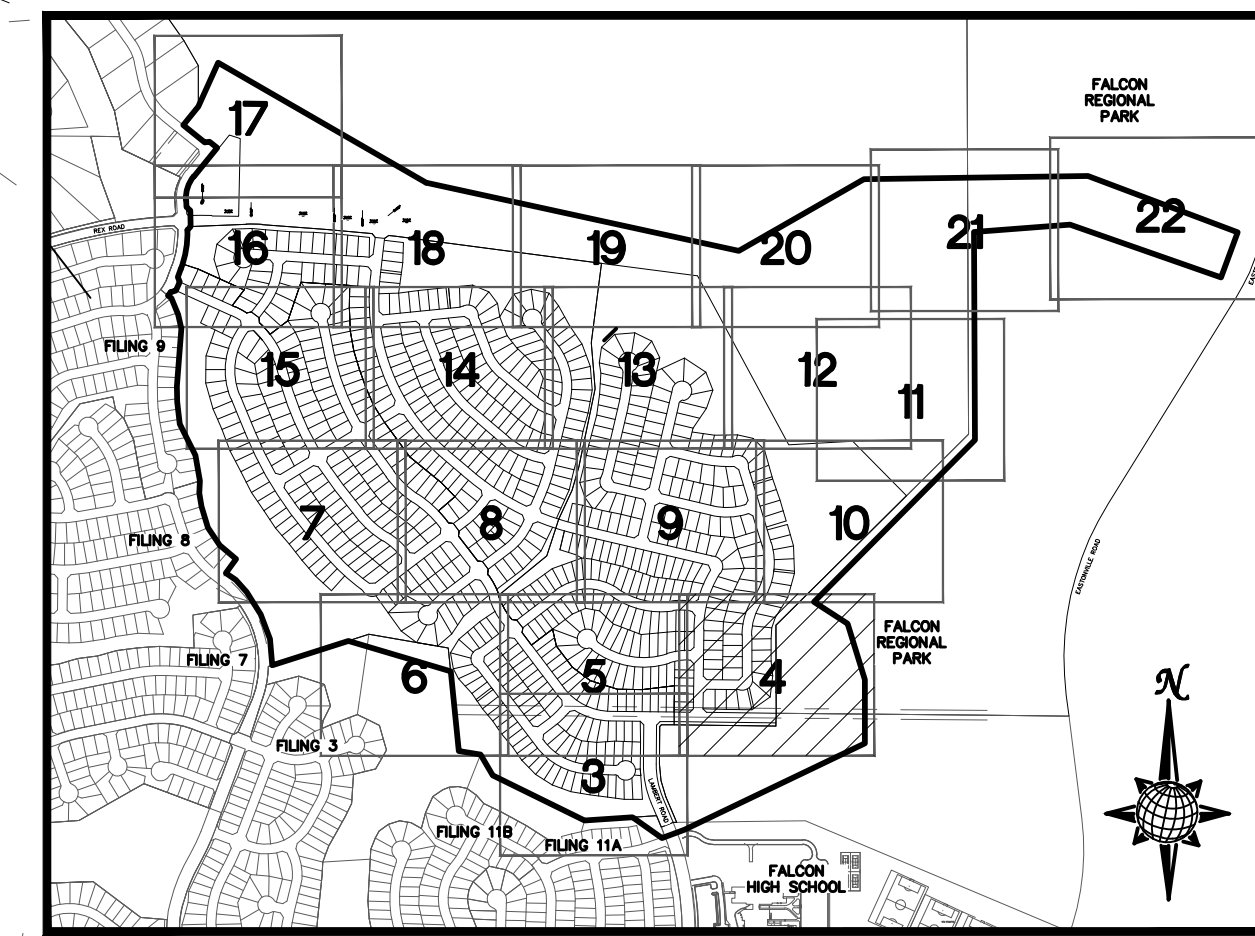 FALCON
REGIONAL
PARK
17
22
REX ROAD
21
16
18
19
20
EAST
FILING 9
15
14
13
12
11
7
8
9
10
FILING 8
EASTONVILLE ROAD
FALCON
REGIONAL
PARK
FILING 7
6
5
4
N
FILING 3
3
LAMBERT ROAD
FILING 11B
FILING 11A
FALCON
HIGH SCHOOL